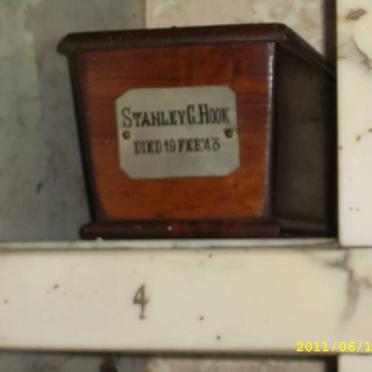 STANLEY G. HOOK
DIED 19 FEB '43
4
2011/06/1